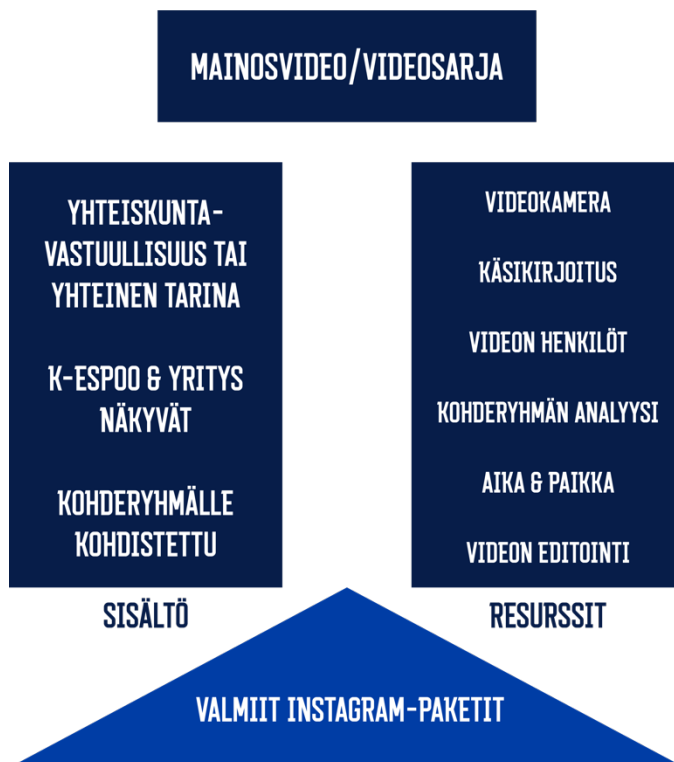 MAINOSVIDEO/VIDEOSARJA
YHTEISKUNTA-
VASTUULLISUUS TAI
YHTEINEN TARINA
K-ESPOO & YRITYS
NÄKYVÄT
KOHDERYHMÄLLE
KOHDISTETTU
SISÄLTÖ
VIDEOKAMERA
KÄSIKIRJOITUS
VIDEON HENKILÖT
KOHDERYHMÄN ANALYYSI
AIKA & PAIKKA
VIDEON EDITOINTI
RESURSSIT
VALMIIT INSTAGRAM-PAKETIT